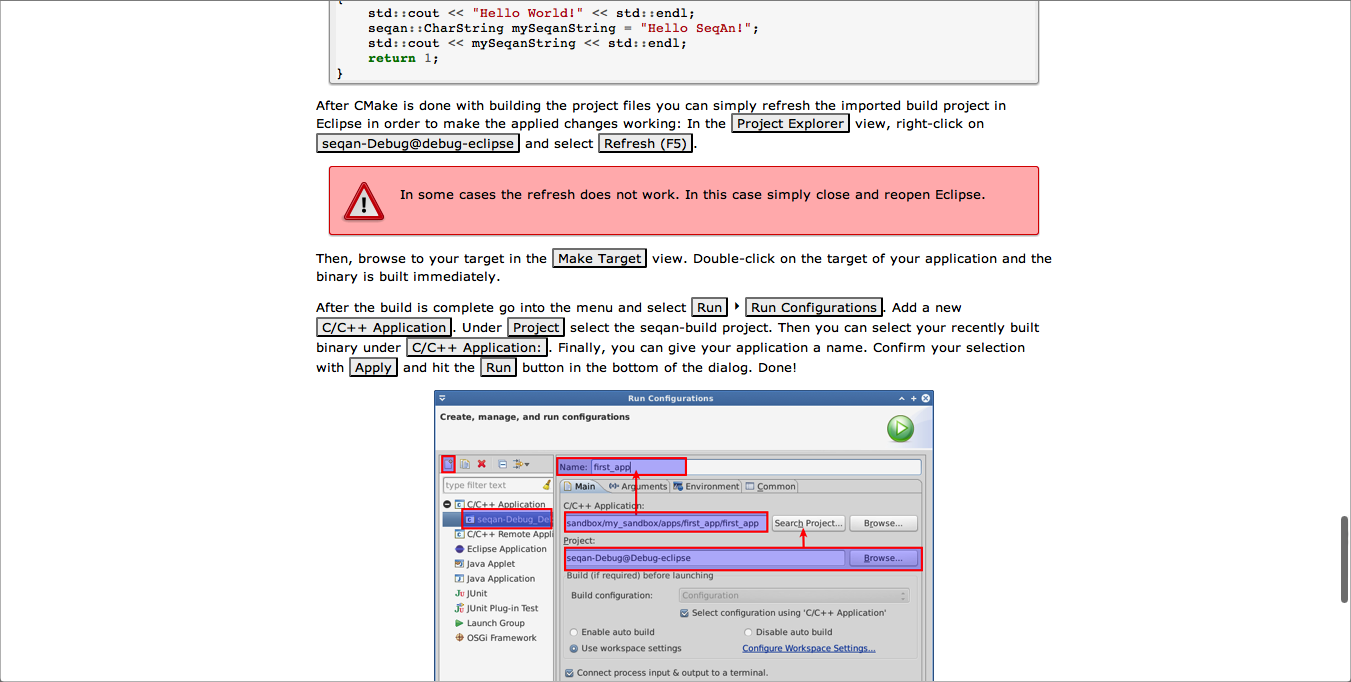 {
std::cout << "Hello World!" << std::endl;
seqan::CharString mySeqanString = "Hello SeqAn!";
std::cout << mySeqanString << std::endl;
return 1;
}
After CMake is done with building the project files you can simply refresh the imported build project in
Eclipse in order to make the applied changes working: In the Project Explorer view, right-click on
seqan-Debug@debug-eclipse and select Refresh (F5).
In some cases the refresh does not work. In this case simply close and reopen Eclipse.
Then, browse to your target in the Make Target view. Double-click on the target of your application and the
binary is built immediately.
After the build is complete go into the menu and select Run ‣ Run Configurations. Add a new
C/C++ Application. Under Project select the seqan-build project. Then you can select your recently built
binary under C/C++ Application:. Finally, you can give your application a name. Confirm your selection
with Apply and hit the Run button in the bottom of the dialog. Done!
Run Configurations
Create, manage, and run configurations
Name: first_app
type filter text
Main Arguments Environment Common
C/C++ Application
seqan-Debug_De
C/C++ Remote Appli
Eclipse Application
Java Applet
Java Application
JUnit
JUnit Plug-in Test
Launch Group
OSGi Framework
C/C++ Application:
sandbox/my_sandbox/apps/first_app/first_app Search Project... Browse...
Project:
seqan-Debug@Debug-eclipse Browse...
Build (if required) before launching
Build configuration: Configuration
Select configuration using 'C/C++ Application'
Enable auto build Disable auto build
Use workspace settings Configure Workspace Settings...
Connect process input & output to a terminal.